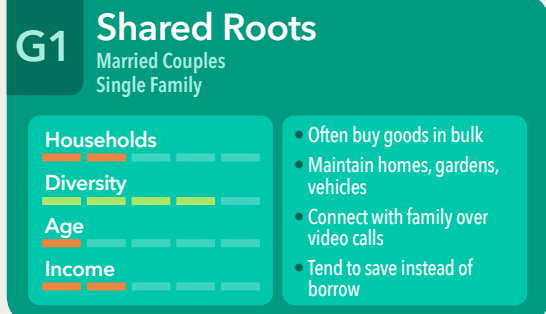 G1
Shared Roots
Married Couples
Single Family
Households
Diversity
Age
Income
• Often buy goods in bulk
• Maintain homes, gardens,
vehicles
• Connect with family over
video calls
• Tend to save instead of
borrow